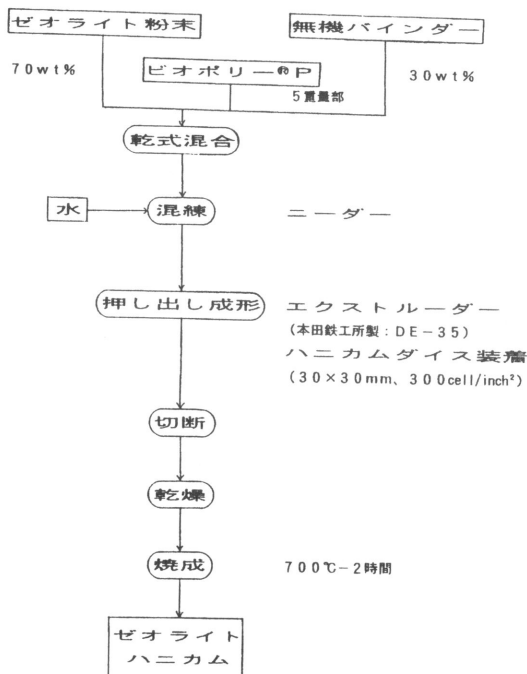 ゼオライト粉末
無機バインダー
70wt%
ビオポリー®P
30wt%
5重量部
乾式混合
水
混練
ニーダー
押し出し成形
エクストルーダー
(本田鉄工所製:DE-35)
ハニカムダイス装着
(30×30mm、300cell/inch²)
切断
乾燥
焼成
700℃-2時間
ゼオライト
ハニカム